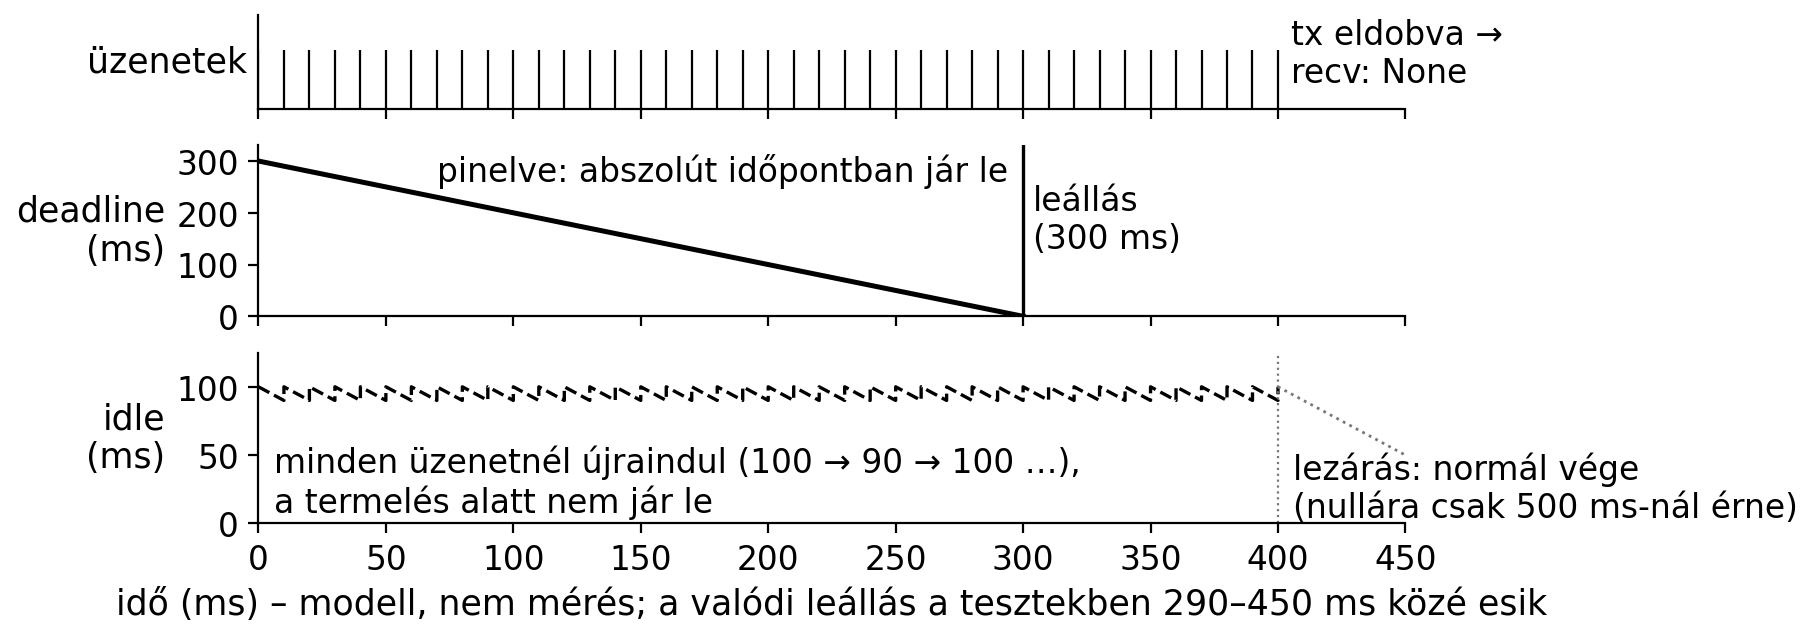 tx eldobva →
recv: None
üzenetek
300
200
100
0
deadline
(ms)
pinelve: abszolút időpontban jár le
leállás
(300 ms)
100
50
0
idle
(ms)
minden üzenetnél újraindul (100 → 90 → 100 ...),
a termelés alatt nem jár le
lezárás: normál vége
(nullára csak 500 ms-nál érne)
0 50 100 150 200 250 300 350 400 450
idő (ms) – modell, nem mérés; a valódi leállás a tesztekben 290–450 ms közé esik